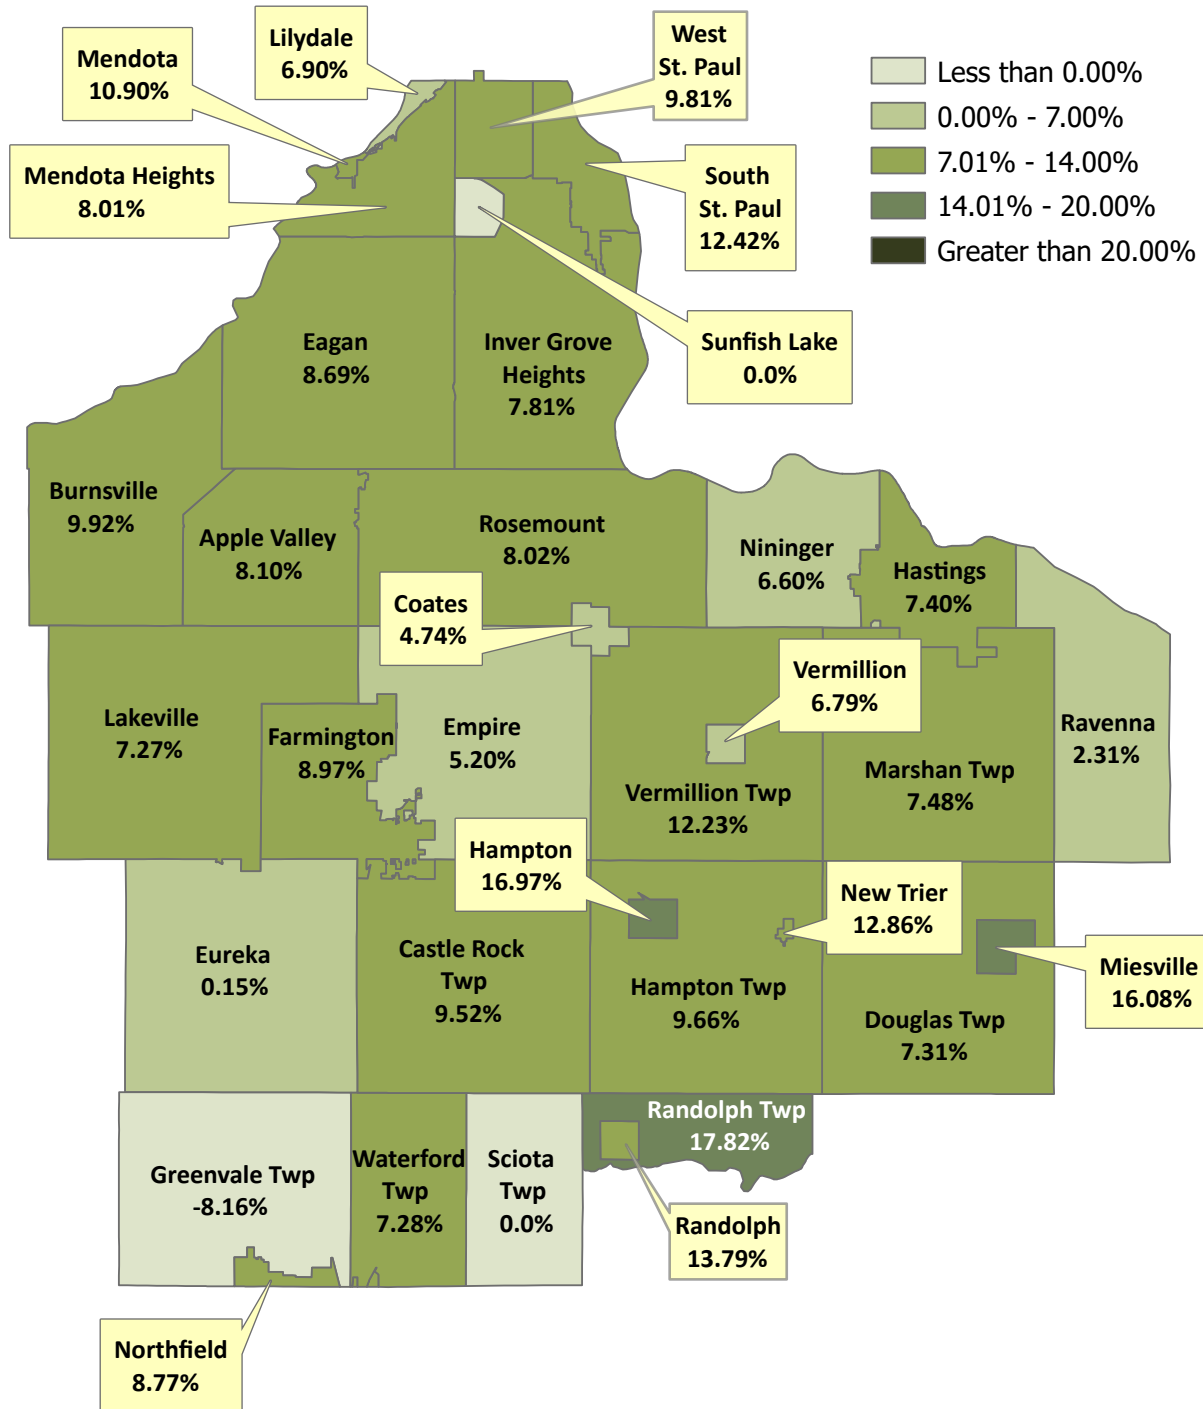 Mendota
10.90%
Lilydale
6.90%
West
St. Paul
9.81%
Less than 0.00%
0.00% - 7.00%
7.01% - 14.00%
14.01% - 20.00%
Greater than 20.00%
Mendota Heights
8.01%
South
St. Paul
12.42%
Sunfish Lake
0.0%
Eagan
8.69%
Inver Grove
Heights
7.81%
Burnsville
9.92%
Apple Valley
8.10%
Rosemount
8.02%
Nininger
6.60%
Hastings
7.40%
Coates
4.74%
Vermillion
6.79%
Ravenna
2.31%
Lakeville
7.27%
Farmington
8.97%
Empire
5.20%
Vermillion Twp
12.23%
Marshan Twp
7.48%
Hampton
16.97%
New Trier
12.86%
Miesville
16.08%
Eureka
0.15%
Castle Rock
Twp
9.52%
Hampton Twp
9.66%
Douglas Twp
7.31%
Randolph Twp
17.82%
Greenvale Twp
-8.16%
Waterford
Twp
7.28%
Sciota
Twp
0.0%
Randolph
13.79%
Northfield
8.77%